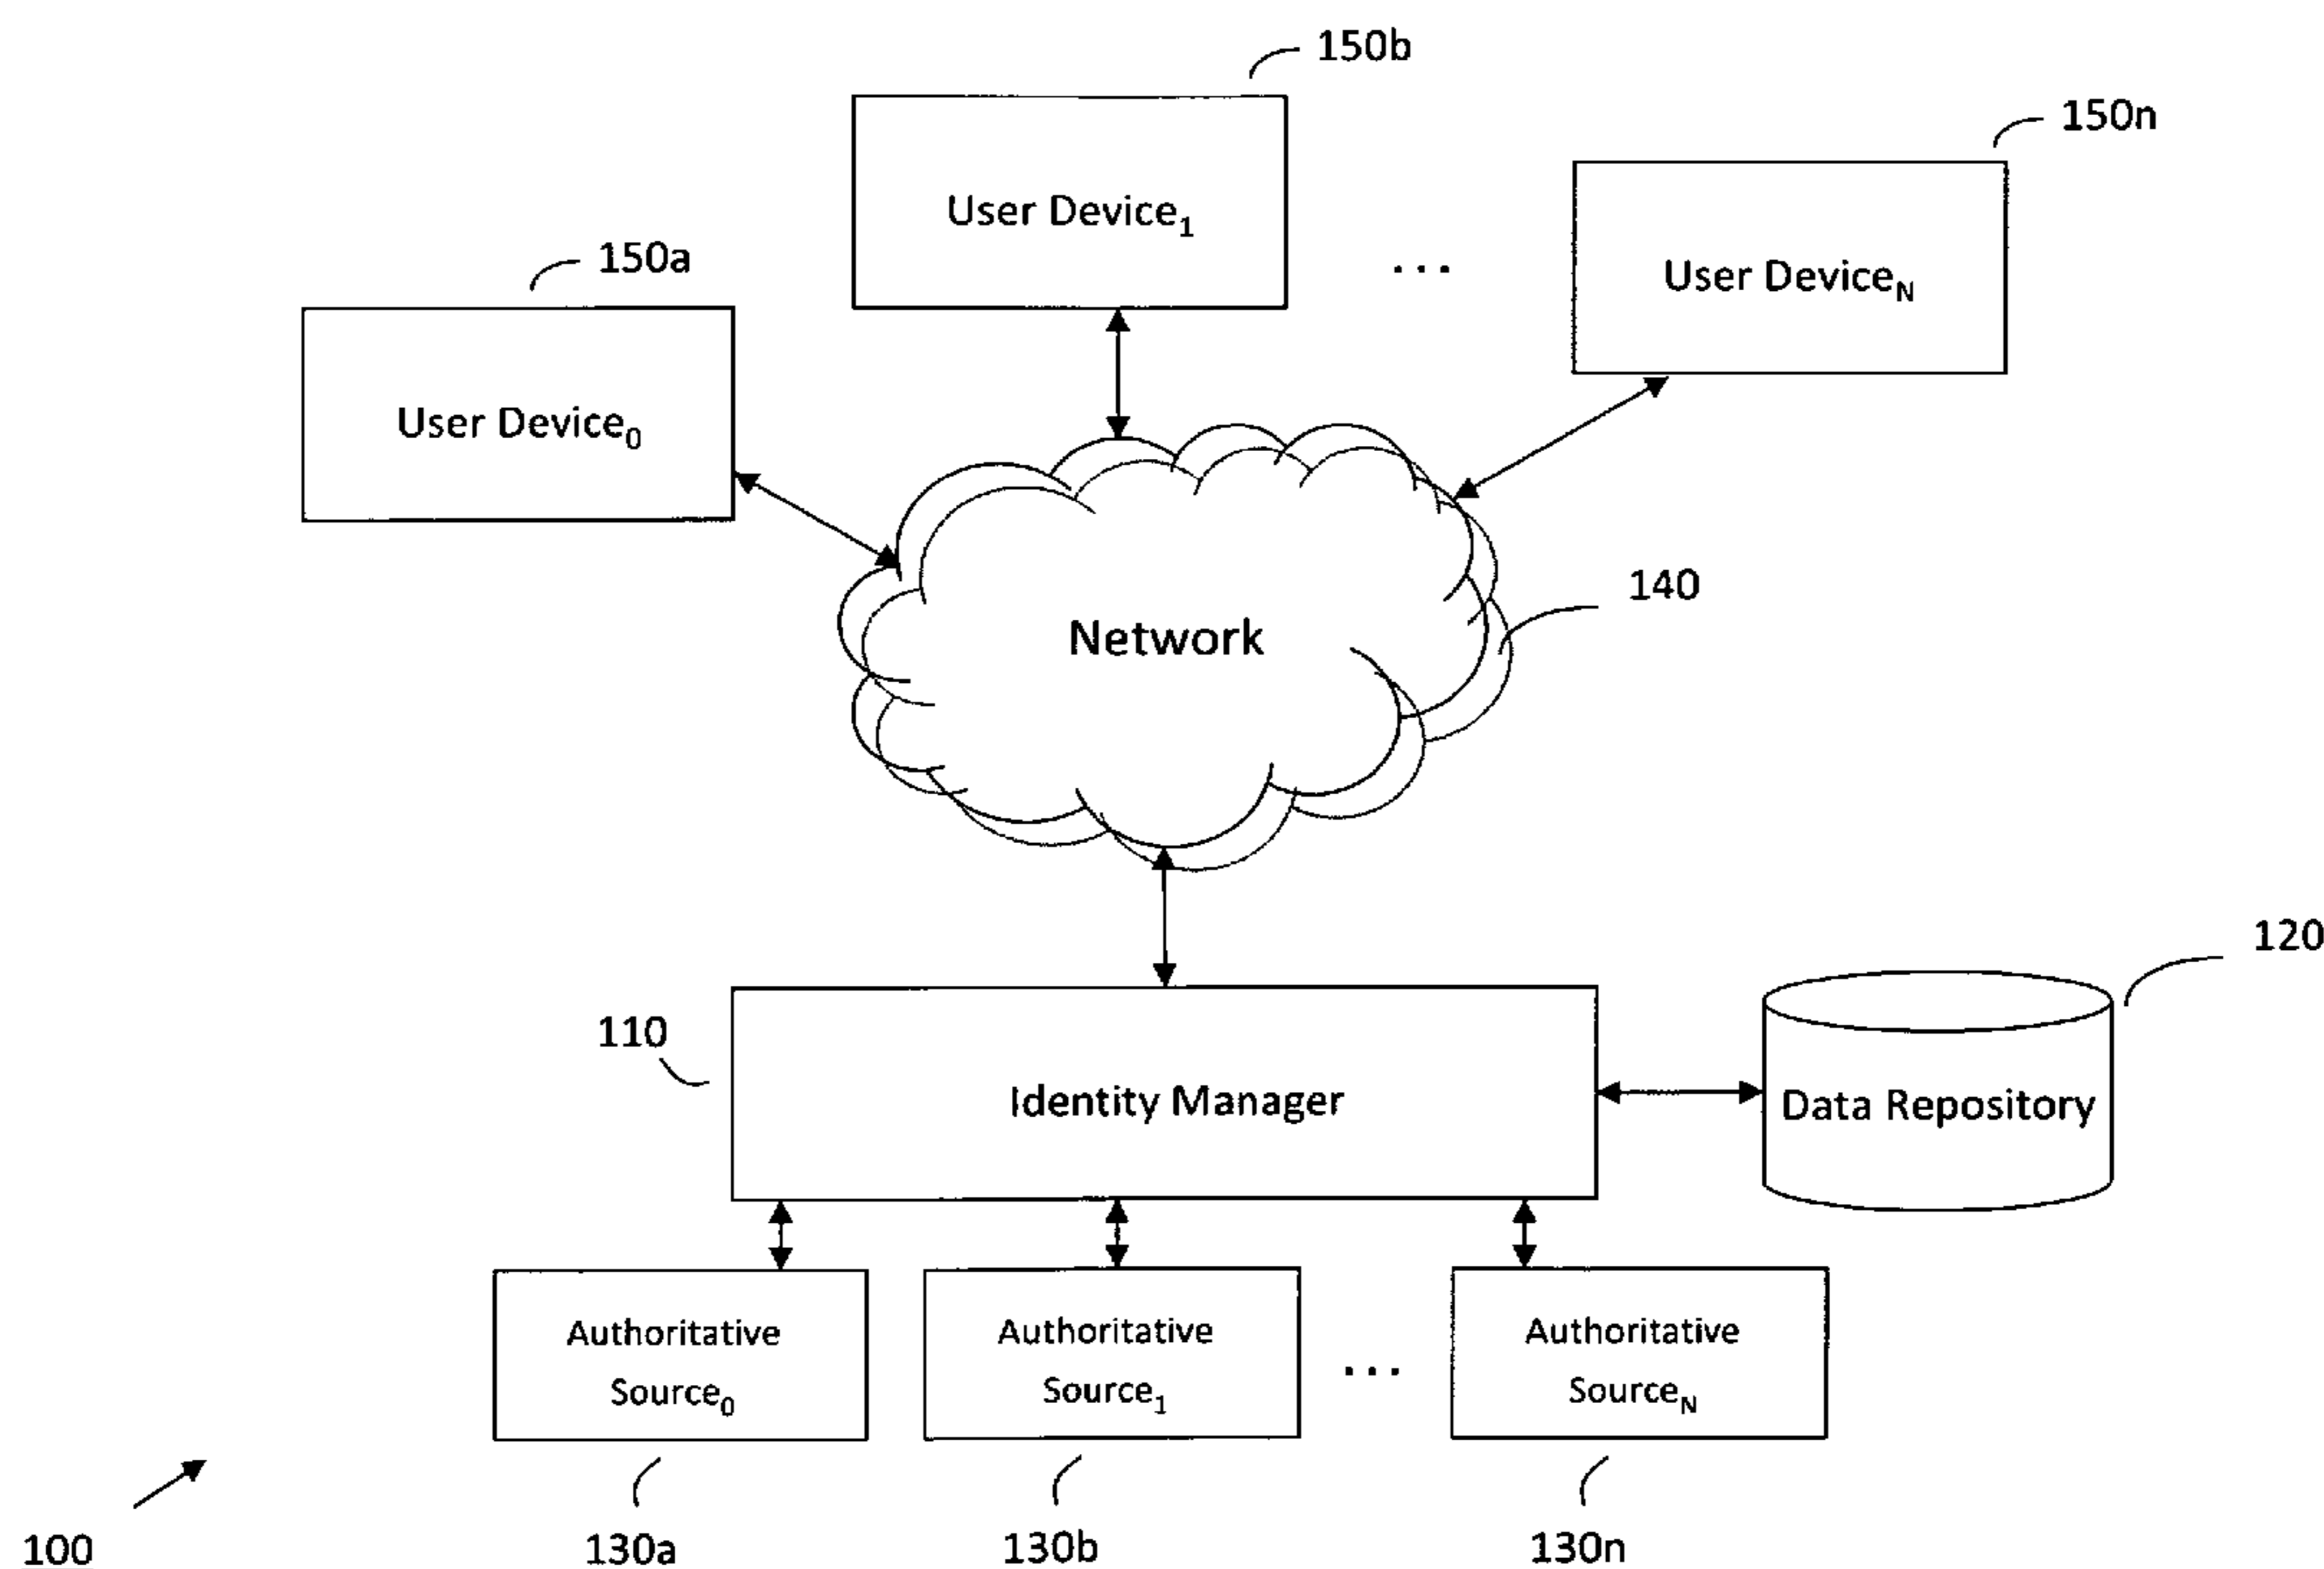 150b
150n
User Device1
150a
...
User DeviceN
User Device0
140
Network
120
110
Identity Manager
Data Repository
Authoritative
Source0
Authoritative
Source1
...
Authoritative
SourceN
130a
130b
130n
100